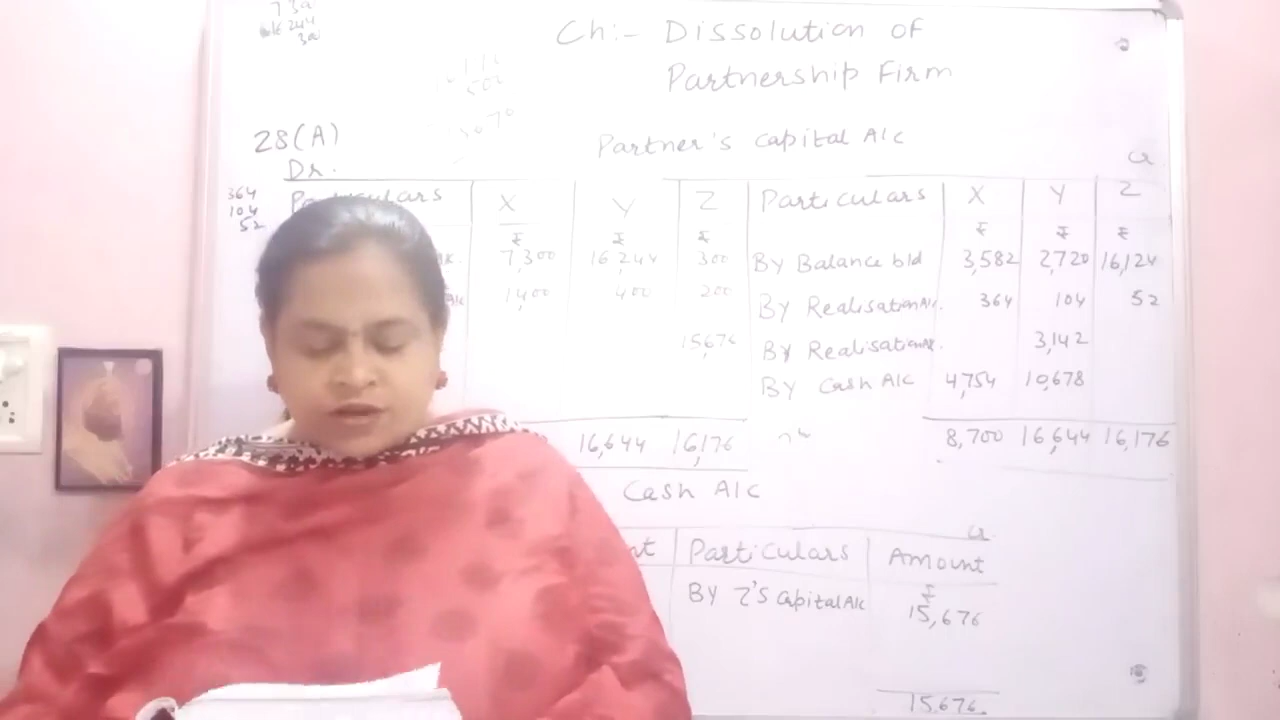 Ch:- Dissolution of
Partnership Firm
28(A) Partner's Capital A/c
Dr. Cr.
364
104
52
Particulars X Y Z Particulars X Y Z
₹ ₹ ₹ ₹ ₹ ₹
7,300 16,244 300 By Balance b/d 3,582 2,720 16,124
1,400 400 200 By Realisation A/c. 364 104 52
15,676 By Realisation A/c. 3,142
By Cash A/c 4,754 10,678
16,644 16,176 8,700 16,644 16,176
Cash A/c
Cr.
Particulars Amount
₹
By Z's Capital A/c 15,676
15,676